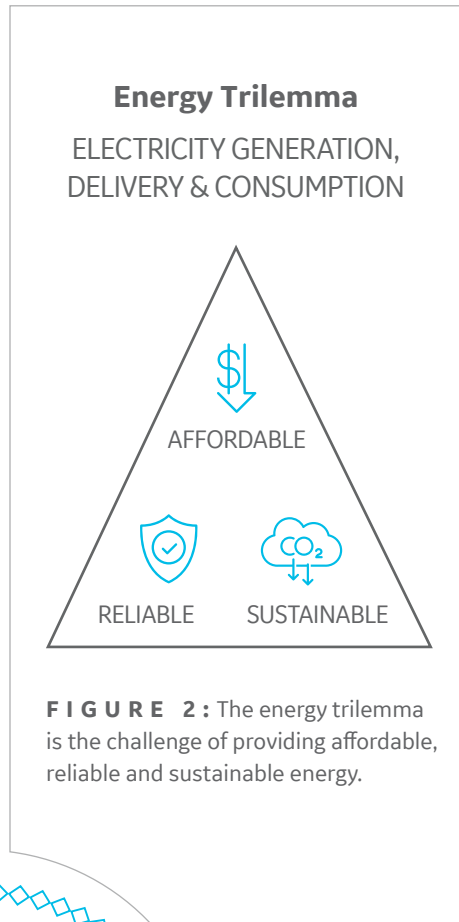 Energy Trilemma
ELECTRICITY GENERATION,
DELIVERY & CONSUMPTION
$
AFFORDABLE
CO₂
RELIABLE SUSTAINABLE
FIGURE 2: The energy trilemma
is the challenge of providing affordable,
reliable and sustainable energy.